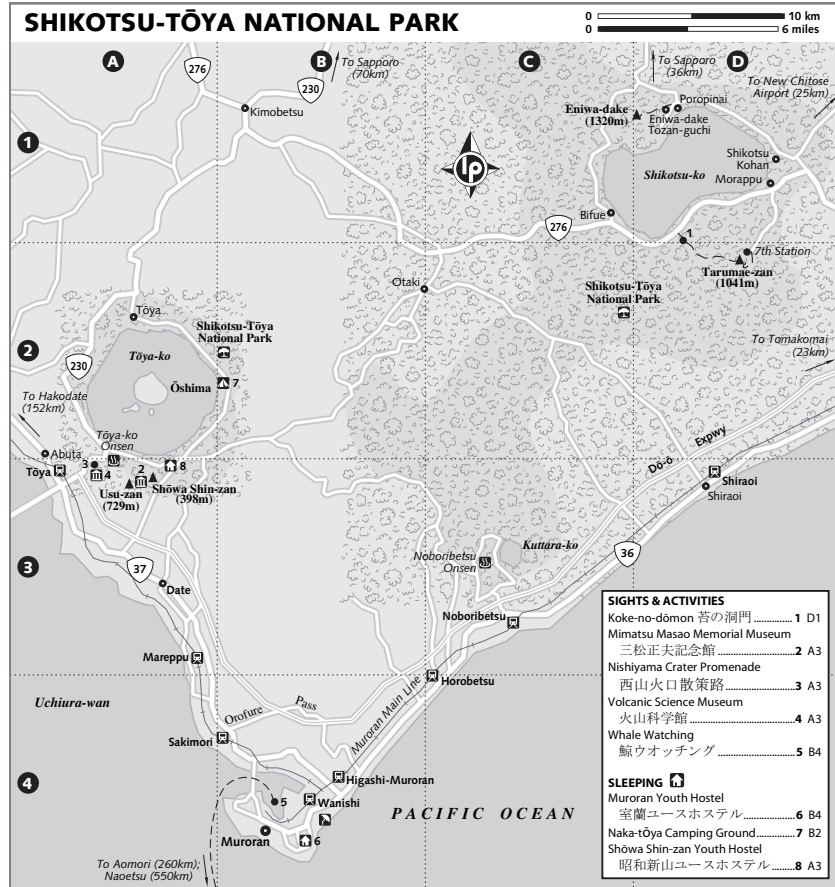 SHIKOTSU-TŌYA NATIONAL PARK
0 10 km
0 6 miles
A
B
C
D
276
230
To Sapporo
(70km)
To Sapporo
(36km)
To New Chitose
Airport (25km)
Kimobetsu
Eniwa-dake
(1320m)
Poropinai
Eniwa-dake
Tozan-guchi
1
lp
Shikotsu
Kohan
Shikotsu-ko
Morappu
Bifue
276
1
7th Station
Tarumae-zan
(1041m)
Otaki
Shikotsu-Tōya
National Park
Tōya
Shikotsu-Tōya
National Park
2
Tōya-ko
230
To Tomakomai
(23km)
Ōshima
7
To Hakodate
(152km)
Tōya-ko
Onsen
Dō-ō Expwy
Abuta
3
2
8
Tōya
4
Shiraoi
Usu-zan
(729m)
Shōwa Shin-zan
(398m)
Shiraoi
Kuttara-ko
36
Noboribetsu
Onsen
3
37
Date
Noboribetsu
Mareppu
Horobetsu
Uchiura-wan
Orofure Pass
Muroran Main Line
Sakimori
4
Higashi-Muroran
5
Wanishi
PACIFIC OCEAN
Muroran
6
To Aomori (260km);
Naoetsu (550km)
SIGHTS & ACTIVITIES
Koke-no-dōmon 苔の洞門 1 D1
Mimatsu Masao Memorial Museum
三松正夫記念館 2 A3
Nishiyama Crater Promenade
西山火口散策路 3 A3
Volcanic Science Museum
火山科学館 4 A3
Whale Watching
鯨ウオッチング 5 B4
SLEEPING
Muroran Youth Hostel
室蘭ユースホステル 6 B4
Naka-tōya Camping Ground 7 B2
Shōwa Shin-zan Youth Hostel
昭和新山ユースホステル 8 A3